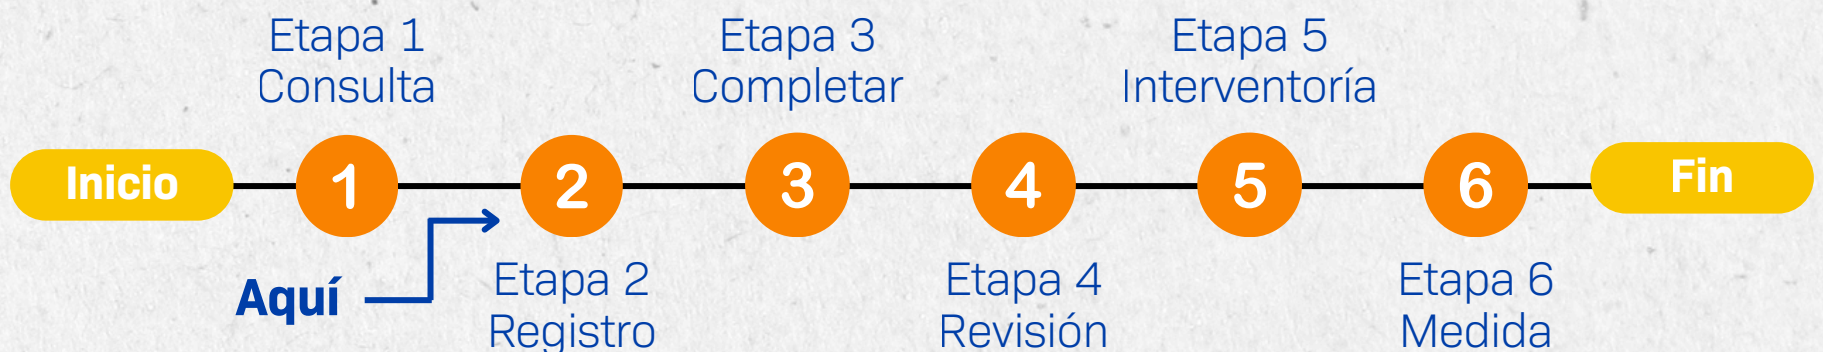 Etapa 1
Consulta
Etapa 3
Completar
Etapa 5
Interventoría
Inicio
1
2
3
4
5
6
Fin
Aquí
Etapa 2
Registro
Etapa 4
Revisión
Etapa 6
Medida